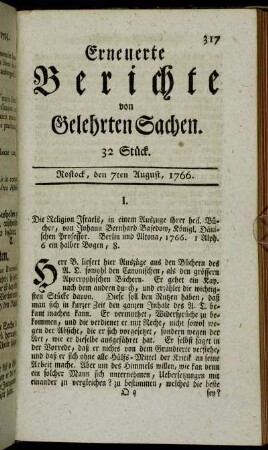 317
Erneuerte
Berichte
von
Gelehrten Sachen.
32 Stück.
Rostock, den 7ten August, 1766.
I.
Die Religion Israels, in einem Auszuge ihrer heil. Bü-
cher, von Johann Bernhard Basedow, Königl. Däni-
schen Professor. Berlin und Altona, 1766. 1 Alph.
6 ein halber Bogen, 8.
Herr B. liefert hier Auszüge aus den Büchern des
A. T. sowohl den Canonischen, als den grössern
Apocryphischen Büchern. Er gehet ein Bey-
nach dem andern durch, und erzählet die wichtig-
sten Stücke davon. Diese soll den Nutzen haben, daß
man sich in kurzer Zeit den ganzen Inhalt des A. T. be-
kant machen kann. Er vermuthet, Widersprüche zu be-
kommen, und die verdienet er mit Recht, nicht sowol we-
gen der Absicht, die er sich vorgesetzet, sondern wegen der
Art, wie er dieselbe ausgeführet hat. Er selbst saget in
der Vorrede, daß er nichts von dem Grundtexte verstehe,
und daß er sich ohne alle Hülfs-Mittel der Kritik an seine
Arbeit mache. Aber um des Himmels willen, wie kan denn
ein solcher Mann sich unternehmen, Uebersetzungen mit
einander zu vergleichen? zu bestimmen, welches die beste
sey?